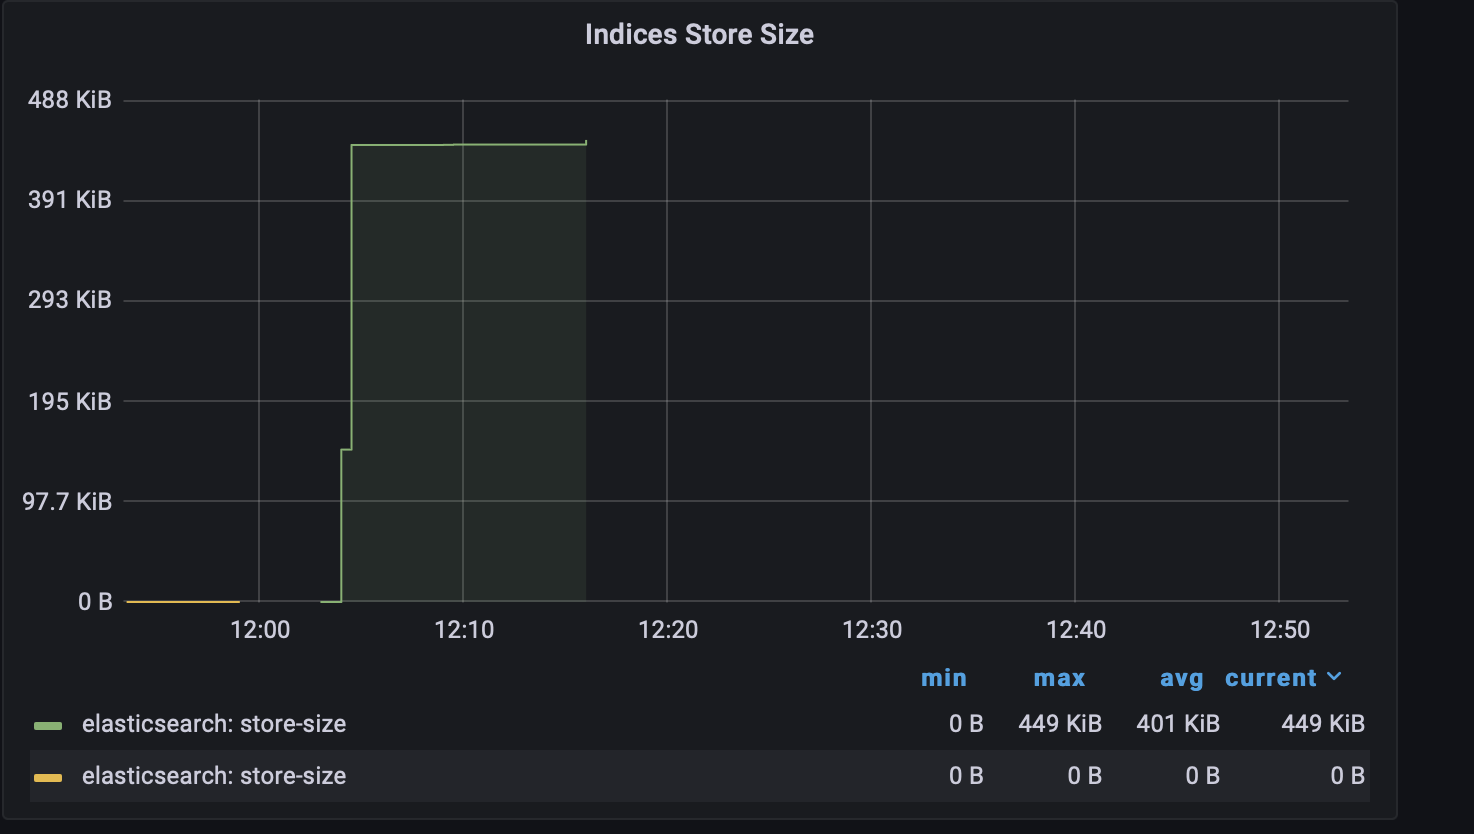 Indices Store Size
488 KiB
391 KiB
293 KiB
195 KiB
97.7 KiB
0 B
12:00 12:10 12:20 12:30 12:40 12:50
min max avg current
elasticsearch: store-size 0 B 449 KiB 401 KiB 449 KiB
elasticsearch: store-size 0 B 0 B 0 B 0 B